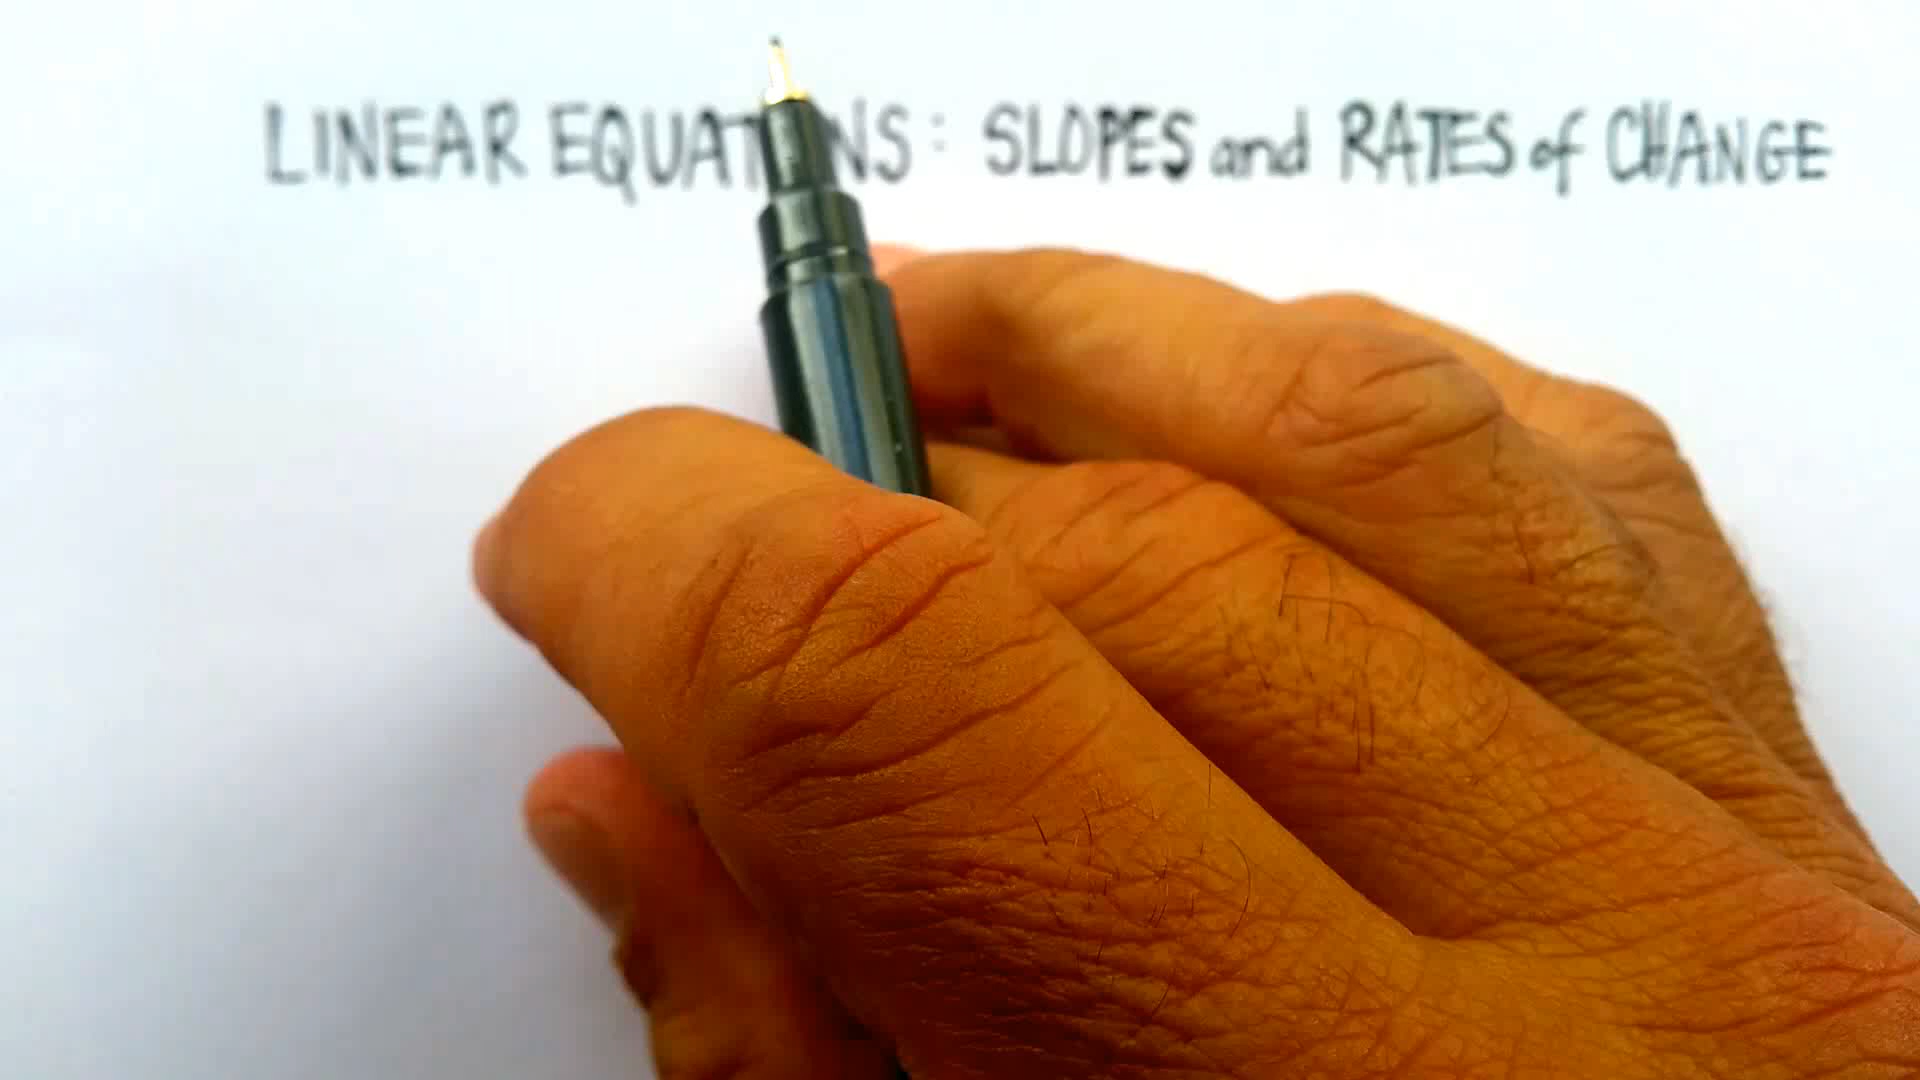 LINEAR EQUATIONS: SLOPES and RATES of CHANGE